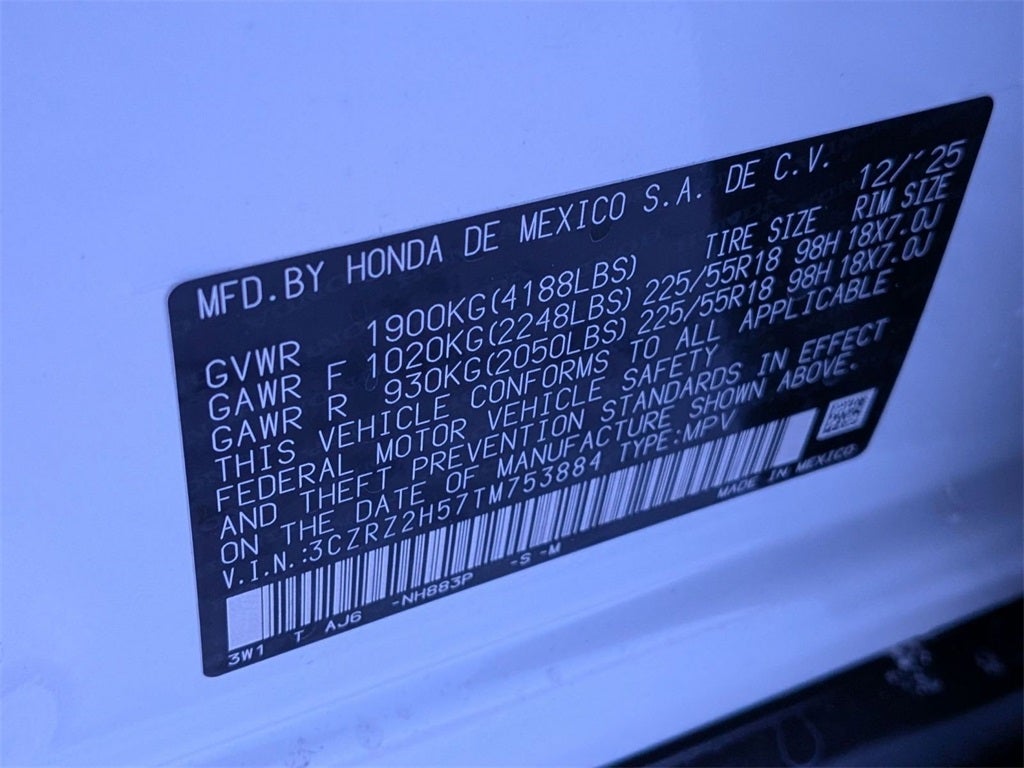 MFD.BY HONDA DE MEXICO S.A. DE C.V. 12/'25
TIRE SIZE RIM SIZE
GVWR 1900KG(4188LBS)
GAWR F 1020KG(2248LBS) 225/55R18 98H 18X7.0J
GAWR R 930KG(2050LBS) 225/55R18 98H 18X7.0J
THIS VEHICLE CONFORMS TO ALL APPLICABLE
FEDERAL MOTOR VEHICLE SAFETY
AND THEFT PREVENTION STANDARDS IN EFFECT
ON THE DATE OF MANUFACTURE SHOWN ABOVE.
V.I.N.:3CZRZ2H57TM753884 TYPE:MPV
MADE IN MEXICO
3W1 T AJ6 -NH883P -S -M